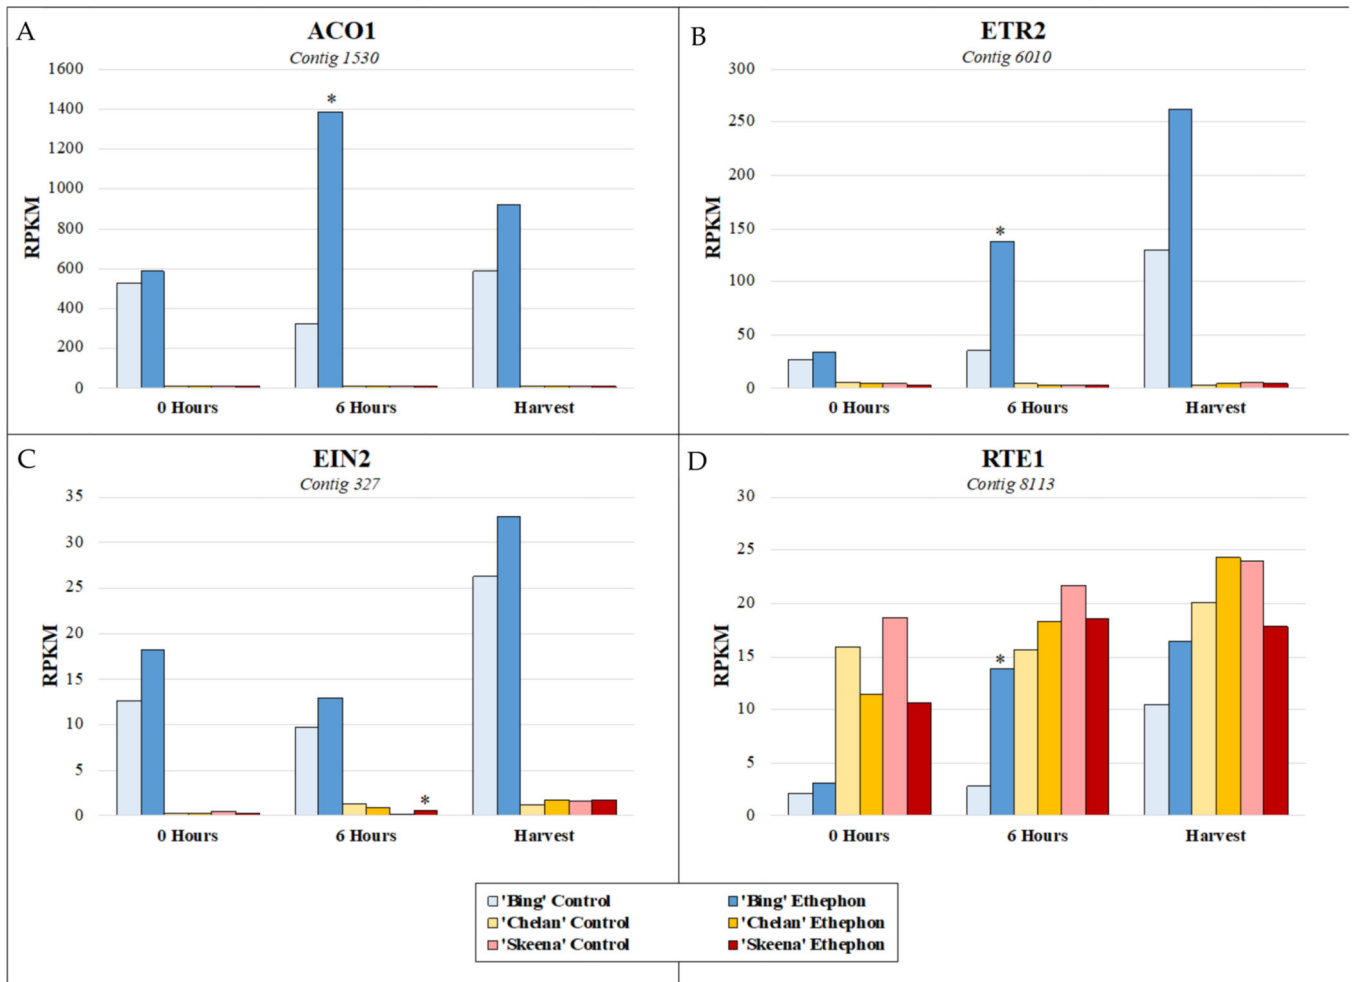 A
ACO1
Contig 1530
1600
1400
1200
1000
800
600
400
200
0
RPKM
*
0 Hours 6 Hours Harvest
B
ETR2
Contig 6010
300
250
200
150
100
50
0
RPKM
*
0 Hours 6 Hours Harvest
C
EIN2
Contig 327
35
30
25
20
15
10
5
0
RPKM
*
0 Hours 6 Hours Harvest
D
RTE1
Contig 8113
30
25
20
15
10
5
0
RPKM
*
0 Hours 6 Hours Harvest
'Bing' Control 'Bing' Ethephon
'Chelan' Control 'Chelan' Ethephon
'Skeena' Control 'Skeena' Ethephon